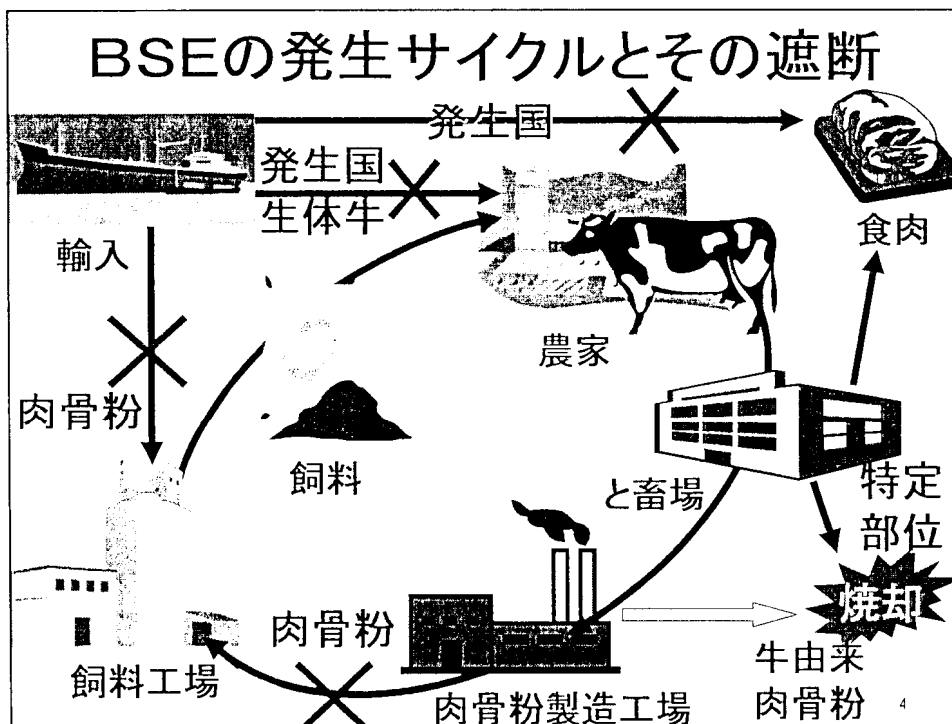 BSEの発生サイクルとその遮断
発生国
発生国
生体牛
輸入
食肉
農家
肉骨粉
飼料
と畜場
特定
部位
焼却
肉骨粉
飼料工場
肉骨粉製造工場
牛由来
肉骨粉
4